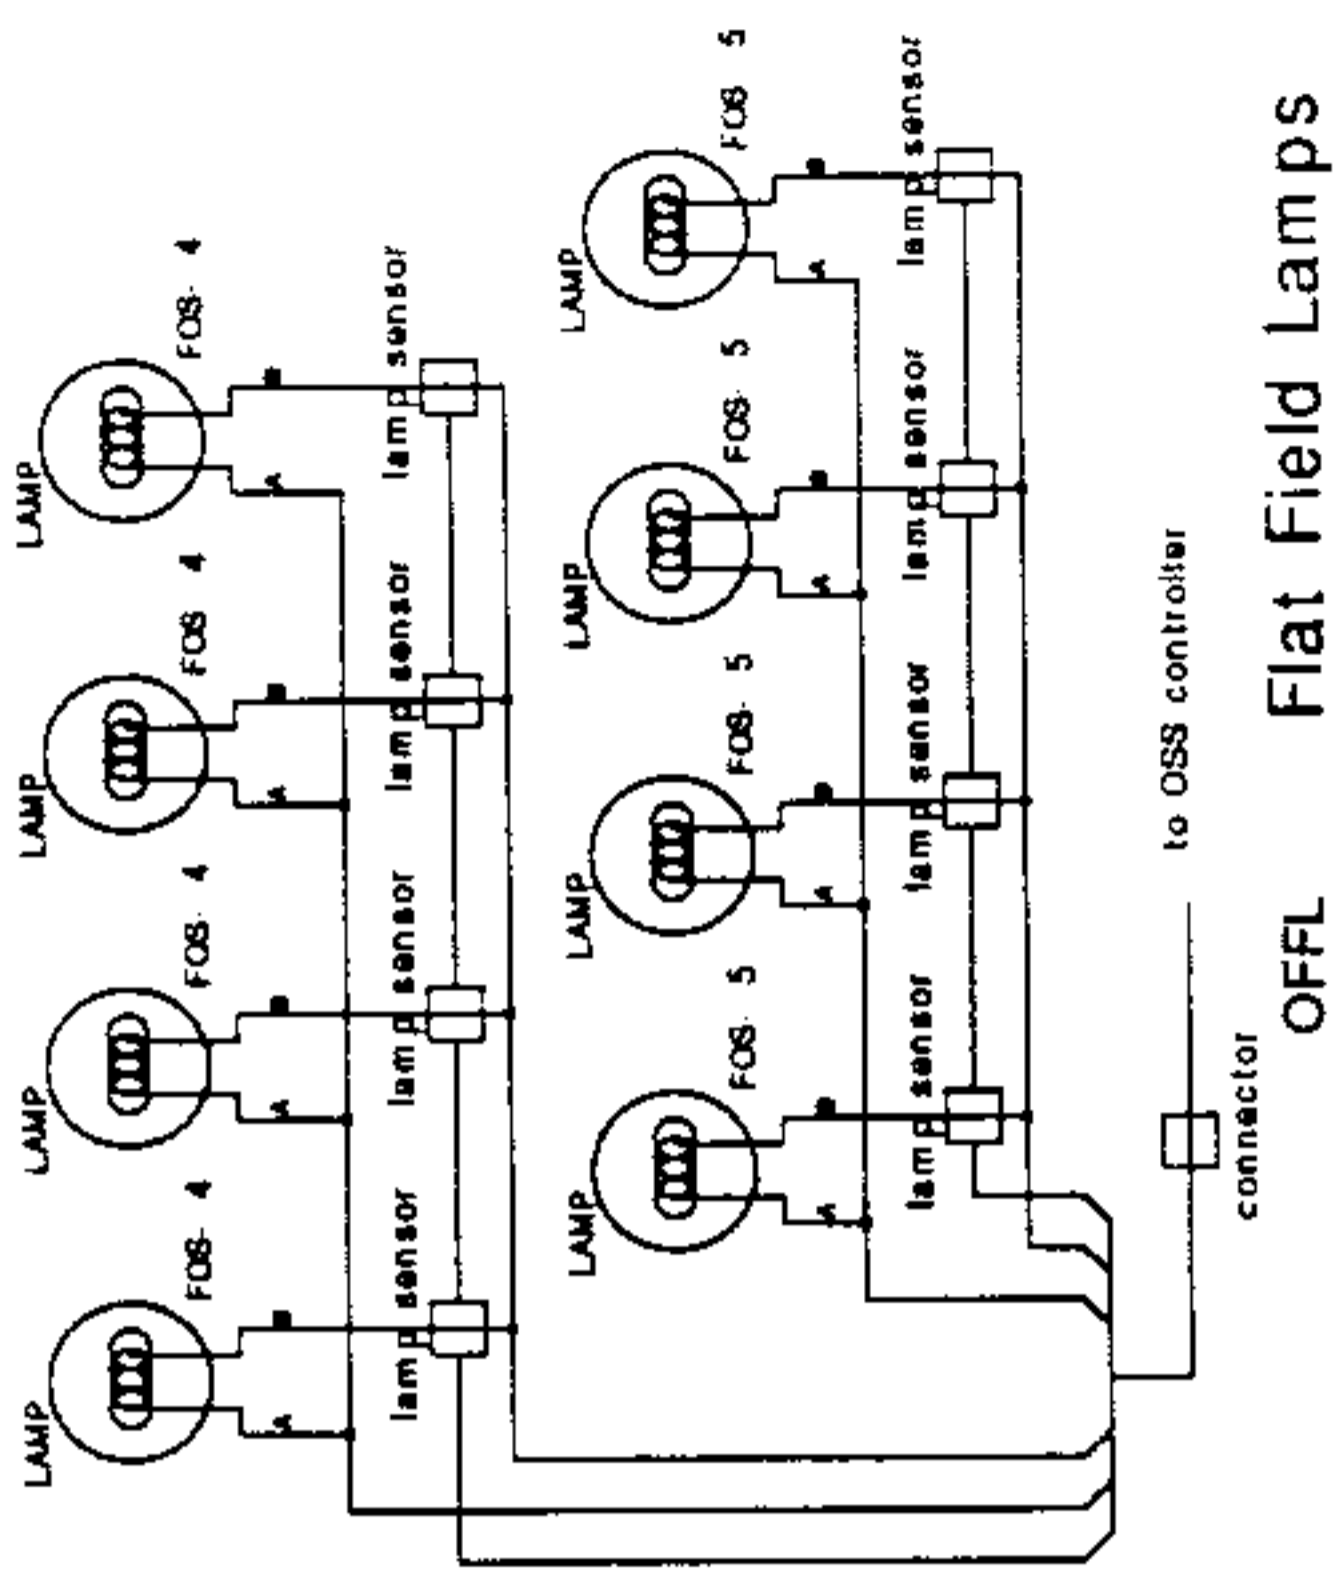 LAMP LAMP LAMP LAMP
FOS 4 FOS 4 FOS 4 FOS 4
A B A B A B A B
lamp sensor lamp sensor lamp sensor lamp sensor
LAMP LAMP LAMP LAMP
FOS 5 FOS 5 FOS 5 FOS 5
A B A B A B A B
lamp sensor lamp sensor lamp sensor lamp sensor
to OSS controller
connector
OFFL Flat Field Lamps